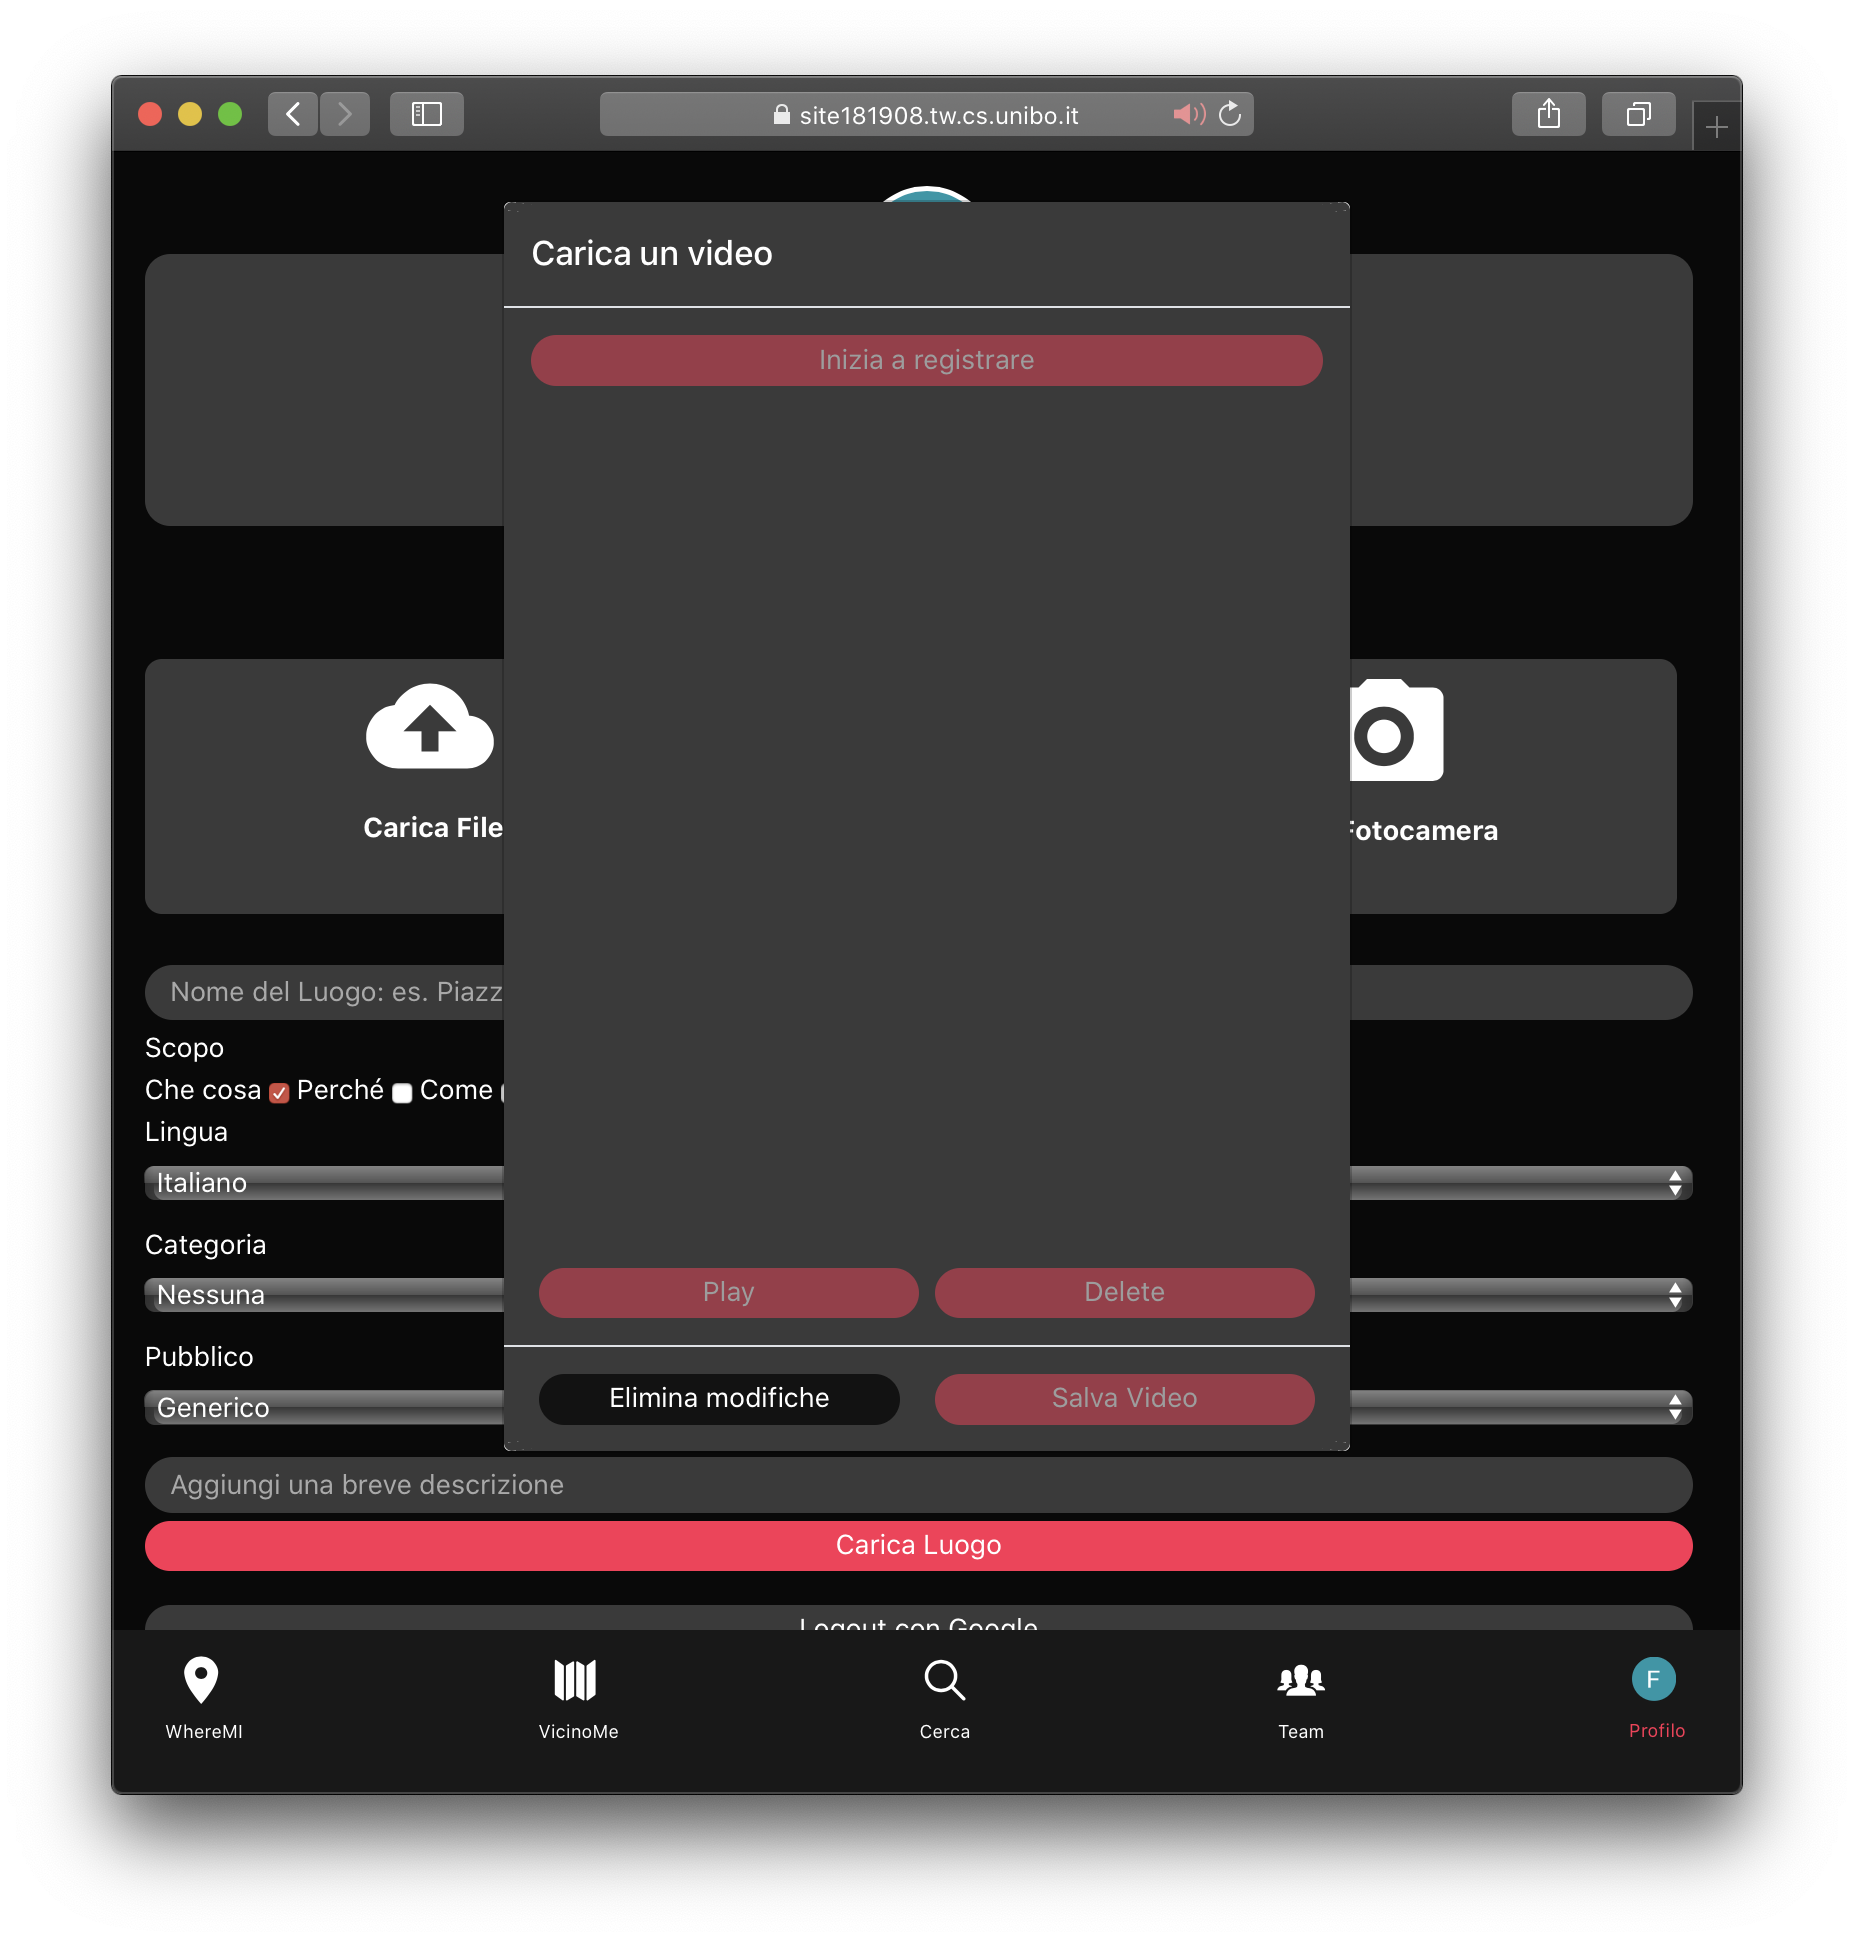 site181908.tw.cs.unibo.it
Carica un video
Inizia a registrare
Carica File
Fotocamera
Nome del Luogo: es. Piazz
Scopo
Che cosa Perché Come
Lingua
Italiano
Categoria
Nessuna
Play Delete
Pubblico
Generico
Elimina modifiche Salva Video
Aggiungi una breve descrizione
Carica Luogo
Logout con Google
F
WhereMI VicinoMe Cerca Team Profilo